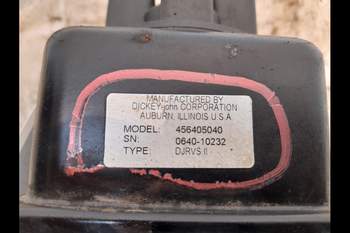 MANUFACTURED BY
DICKEY-john CORPORATION
AUBURN, ILLINOIS U.S.A
MODEL: 456405040
SN: 0640-10232
TYPE: DJRVS II